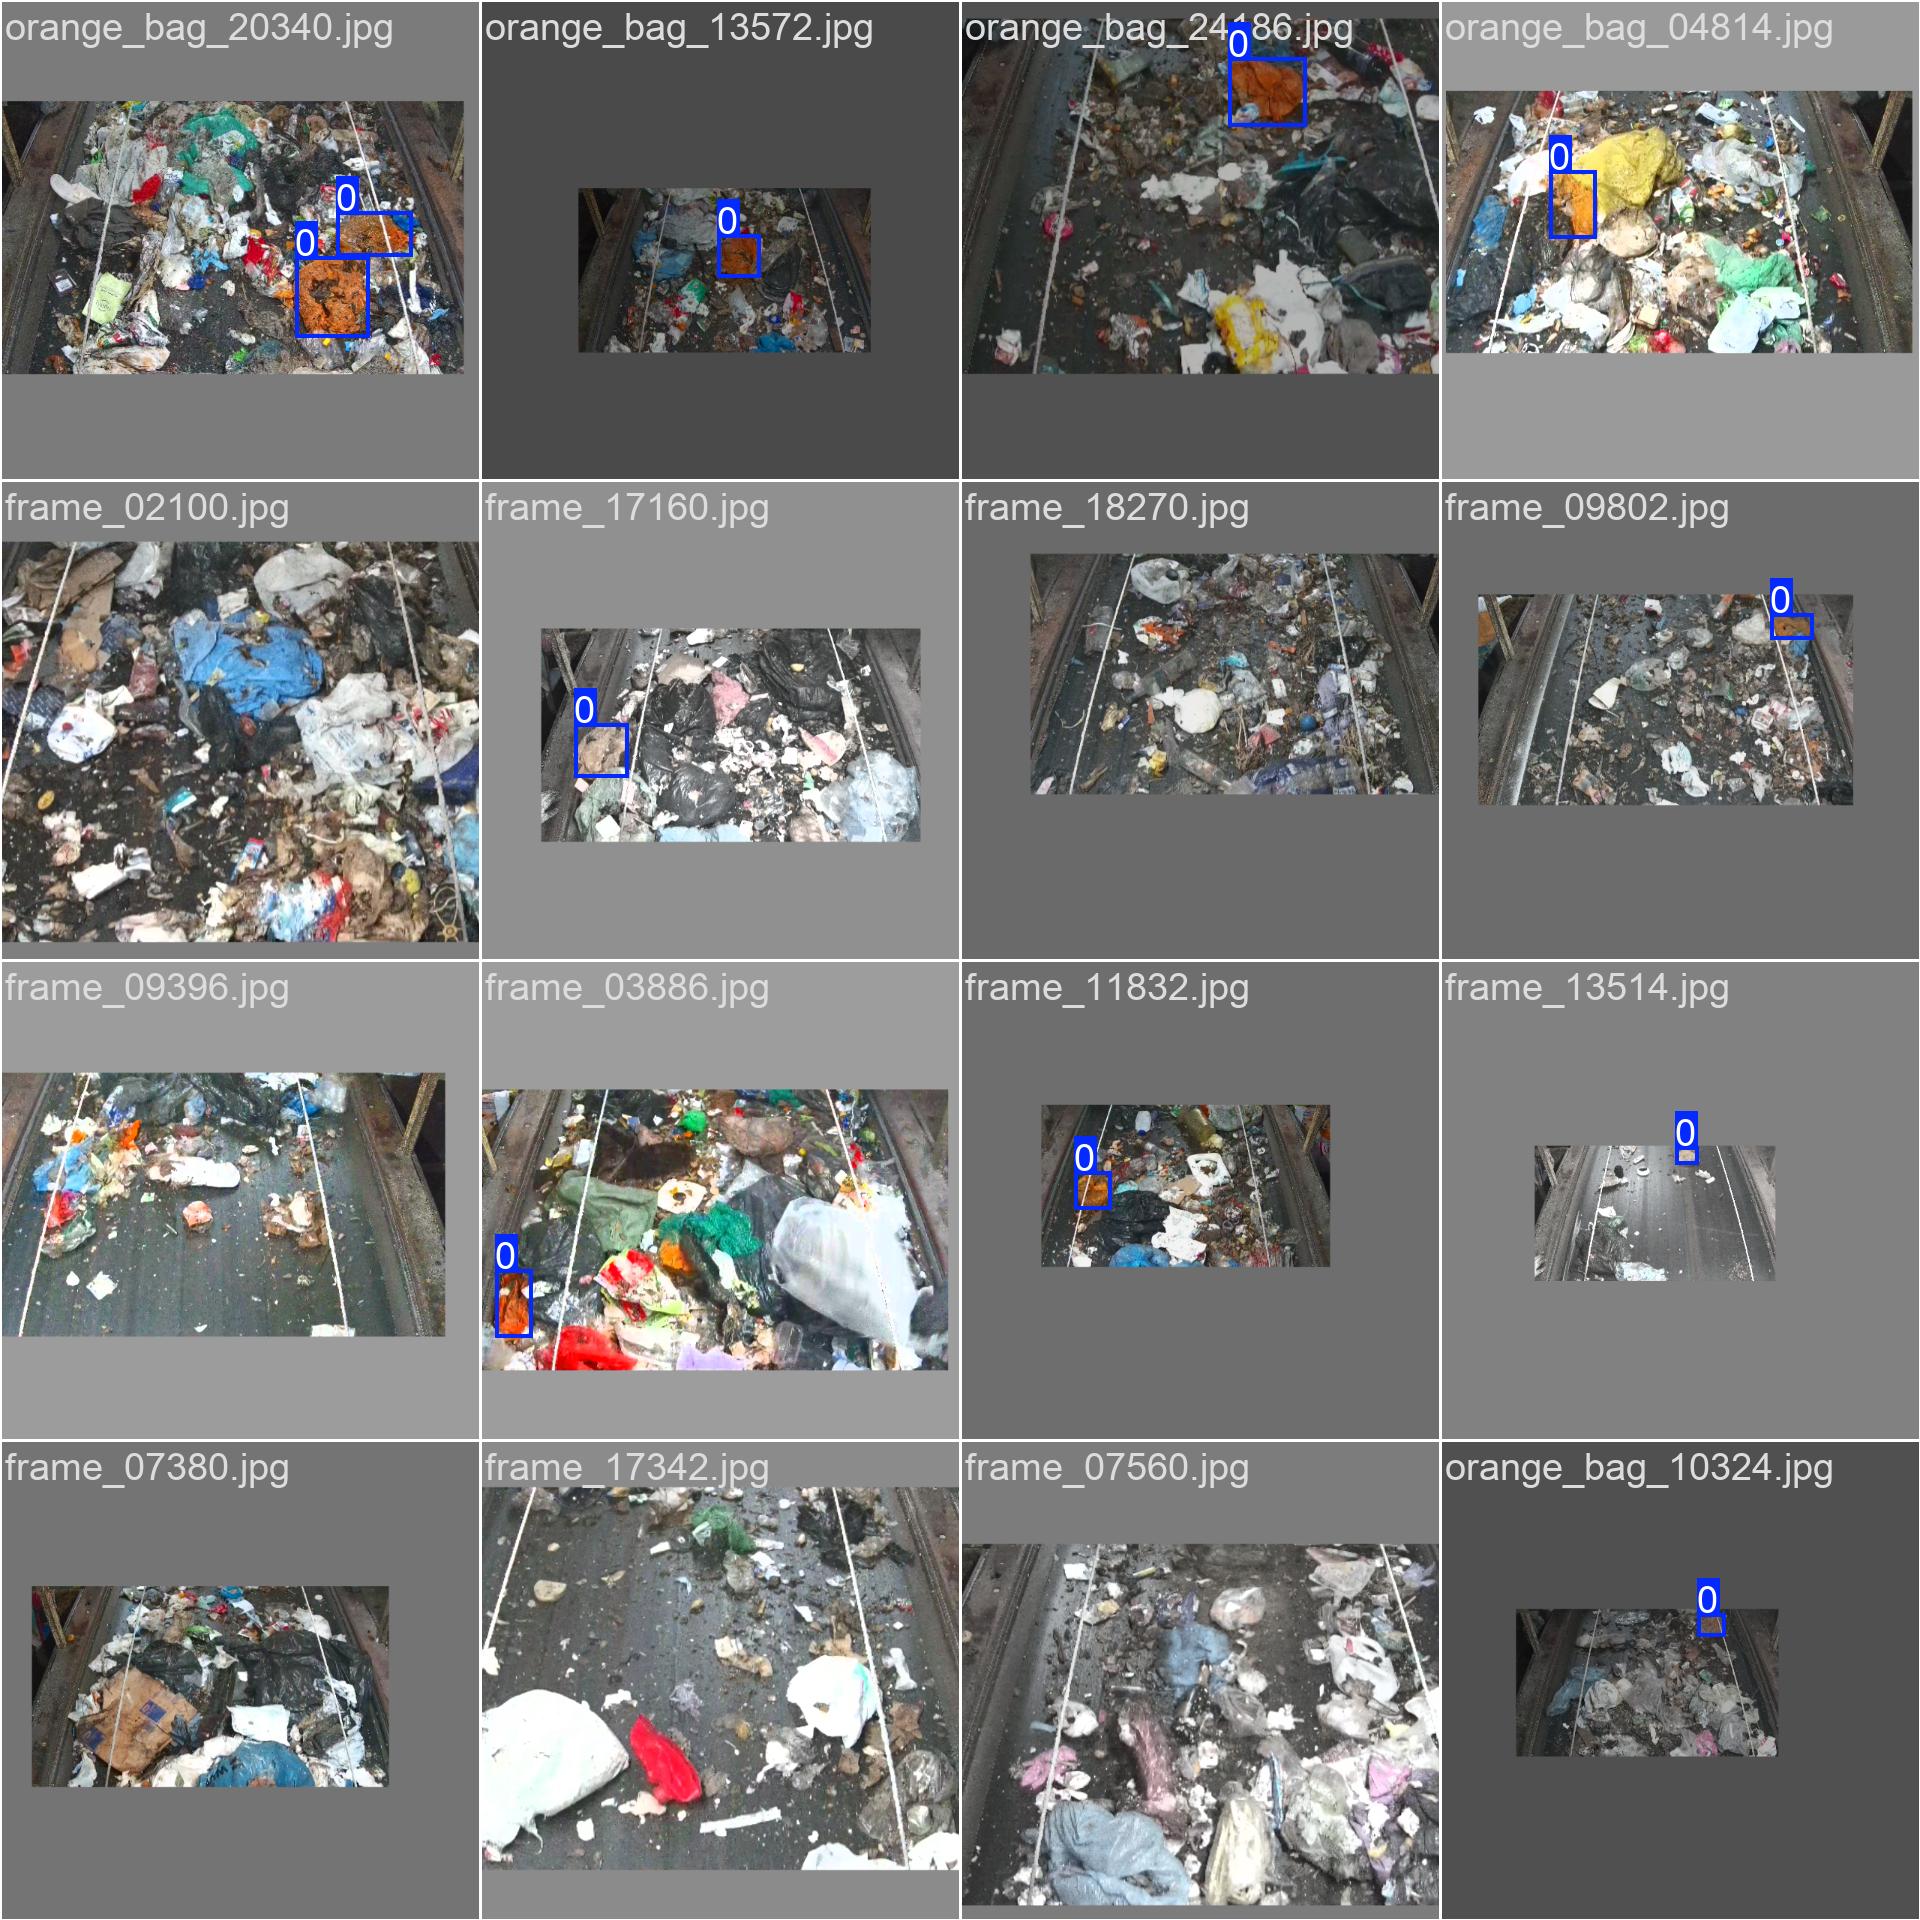 orange_bag_20340.jpg
orange_bag_13572.jpg
orange_bag_24186.jpg
orange_bag_04814.jpg
0
0
0
0
0
frame_02100.jpg
frame_17160.jpg
frame_18270.jpg
frame_09802.jpg
0
0
frame_09396.jpg
frame_03886.jpg
frame_11832.jpg
frame_13514.jpg
0
0
0
frame_07380.jpg
frame_17342.jpg
frame_07560.jpg
orange_bag_10324.jpg
0